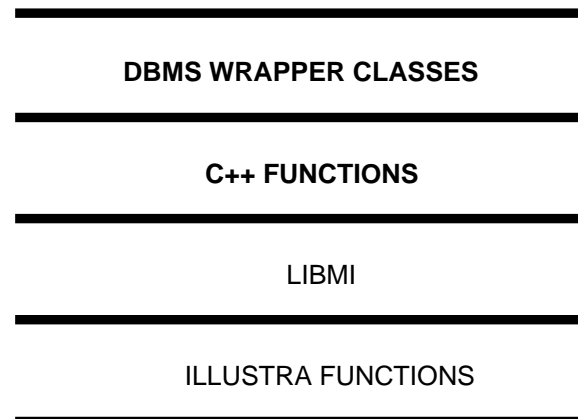 DBMS WRAPPER CLASSES
C++ FUNCTIONS
LIBMI
ILLUSTRA FUNCTIONS